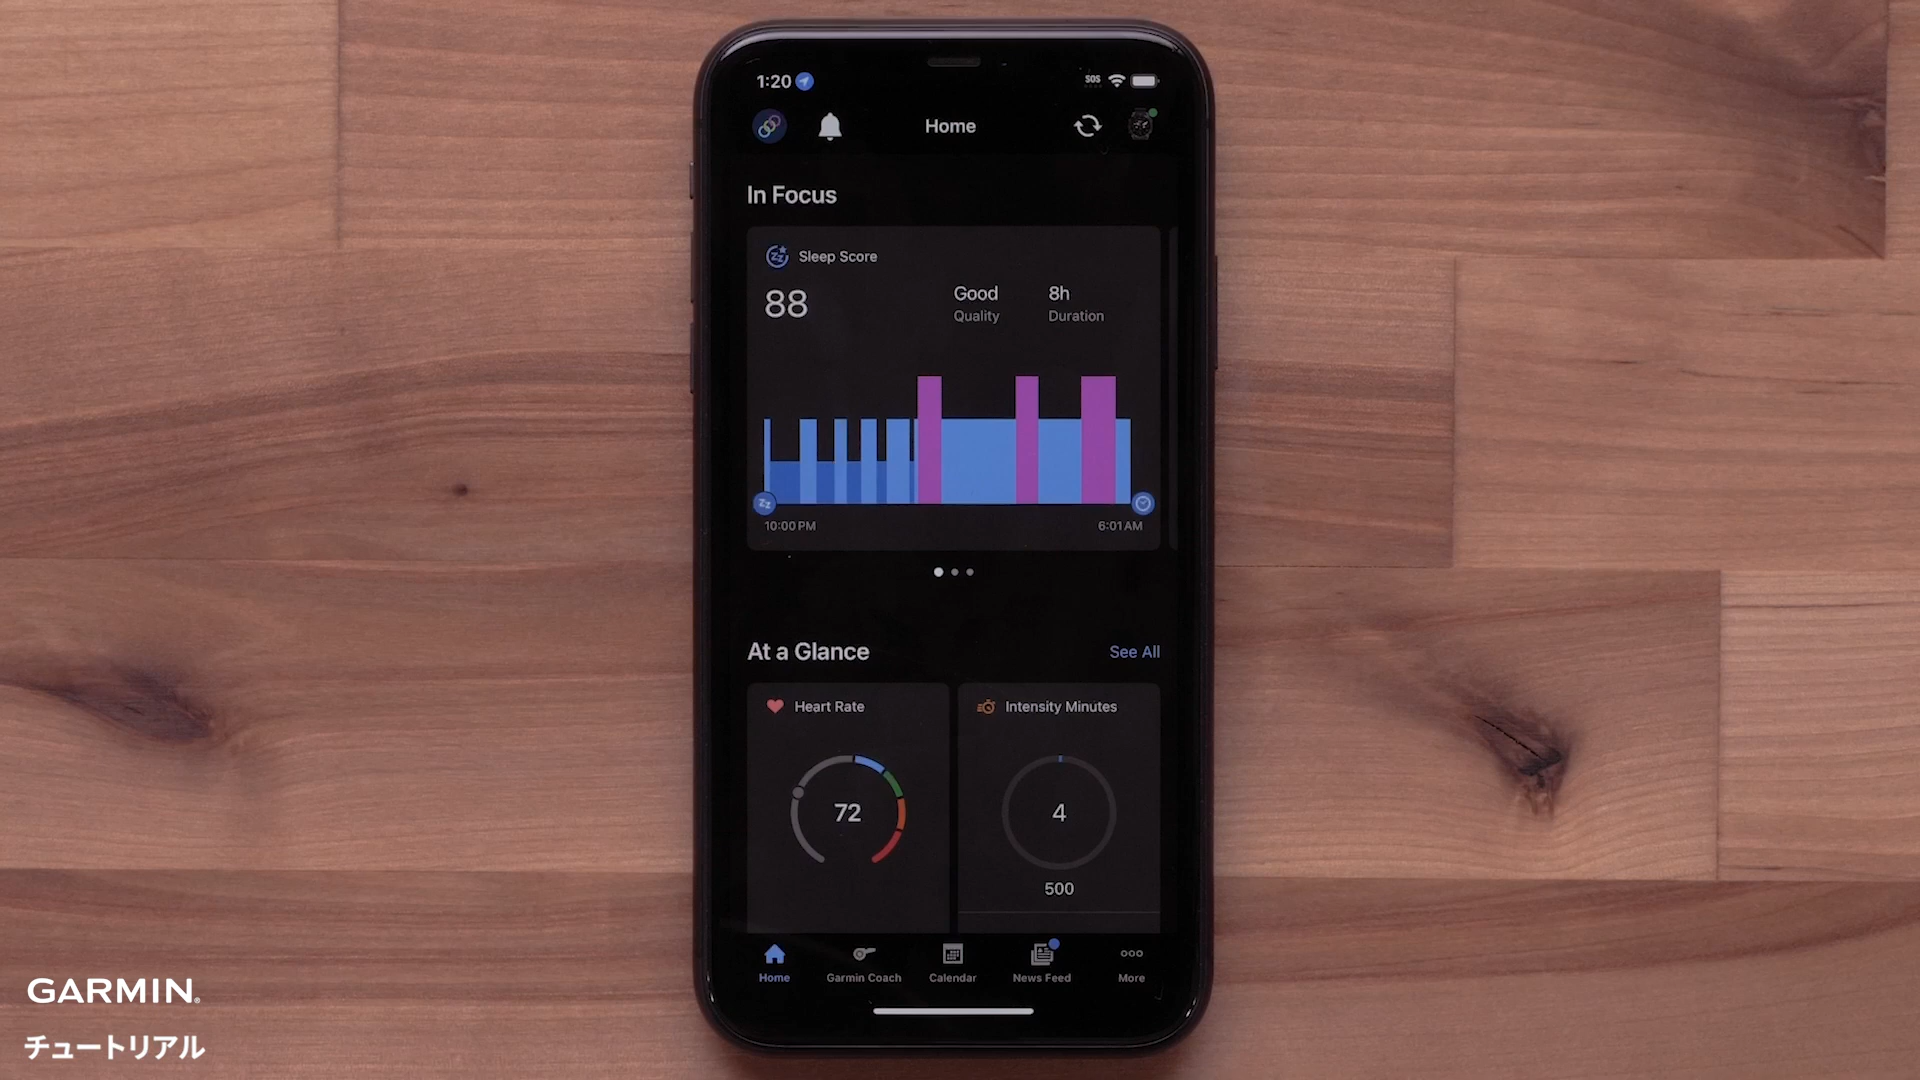 1:20
SOS
Home
In Focus
Sleep Score
88
Good
Quality
8h
Duration
10:00 PM
6:01 AM
At a Glance
See All
Heart Rate
72
Intensity Minutes
4
500
Home
Garmin Coach
Calendar
News Feed
More
GARMIN®
チュートリアル